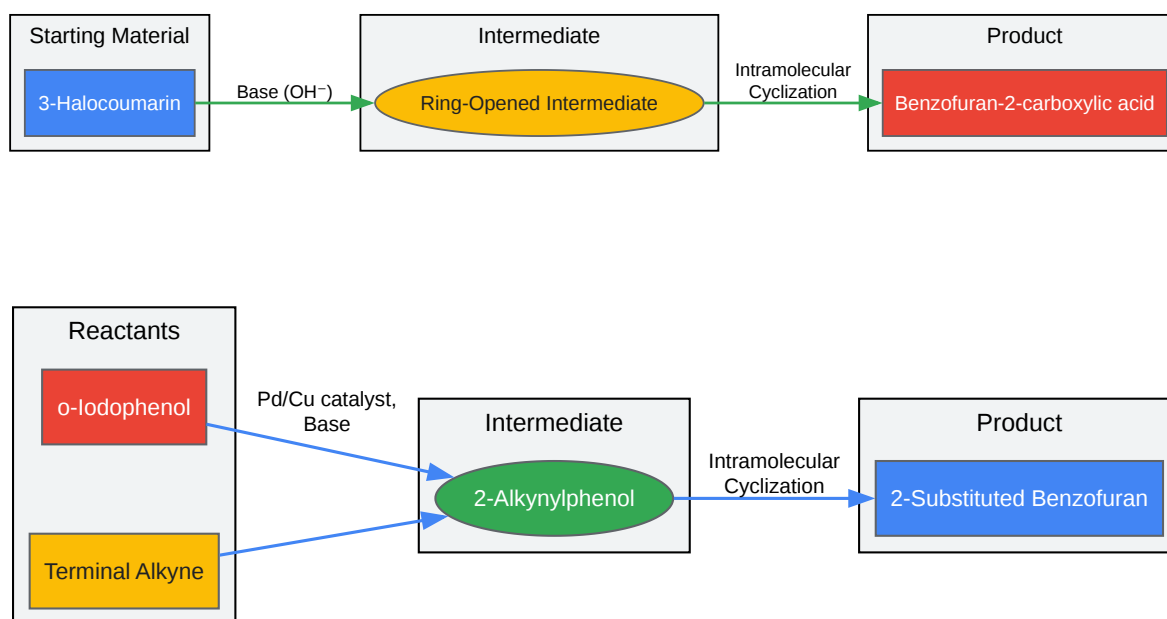 Starting Material
3-Halocoumarin
Base (OH⁻)
Intermediate
Ring-Opened Intermediate
Intramolecular
Cyclization
Product
Benzofuran-2-carboxylic acid
Reactants
o-Iodophenol
Terminal Alkyne
Pd/Cu catalyst,
Base
Intermediate
2-Alkynylphenol
Intramolecular
Cyclization
Product
2-Substituted Benzofuran